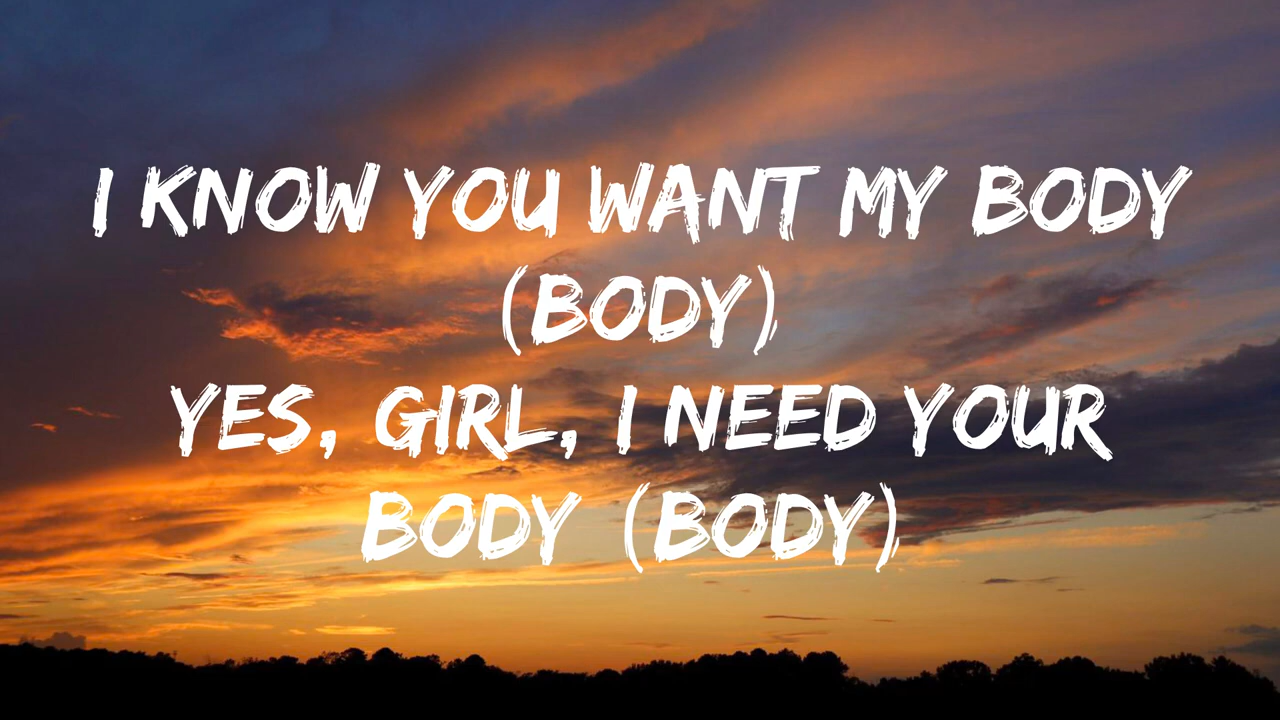 I KNOW YOU WANT MY BODY
(BODY)
YES, GIRL, I NEED YOUR
BODY (BODY)